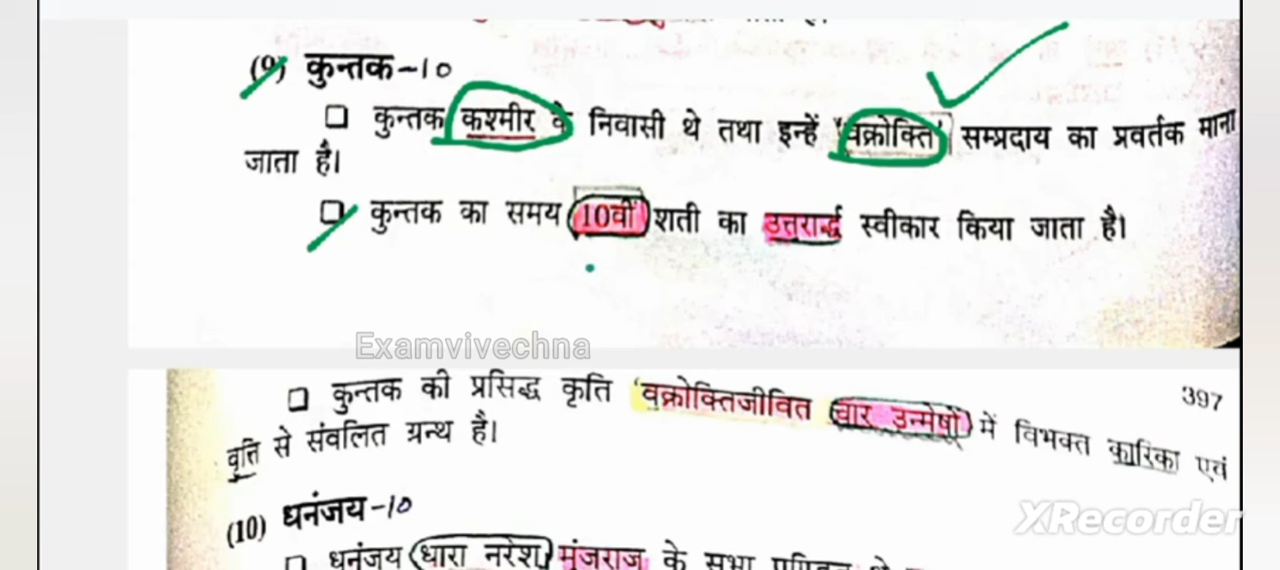 (9) कुन्तक-10
□ कुन्तक कश्मीर के निवासी थे तथा इन्हें 'वक्रोक्ति' सम्प्रदाय का प्रवर्तक माना
जाता है।
□ कुन्तक का समय 10वीं शती का उत्तरार्द्ध स्वीकार किया जाता है।
Examvivechna
397
□ कुन्तक की प्रसिद्ध कृति 'वक्रोक्तिजीवित चार उन्मेषों में विभक्त कारिका एवं
वृत्ति से संवलित ग्रन्थ है।
XRecorder
(10) धनंजय-10
□ धनंजय धारा नरेश मुंजराज के सभा